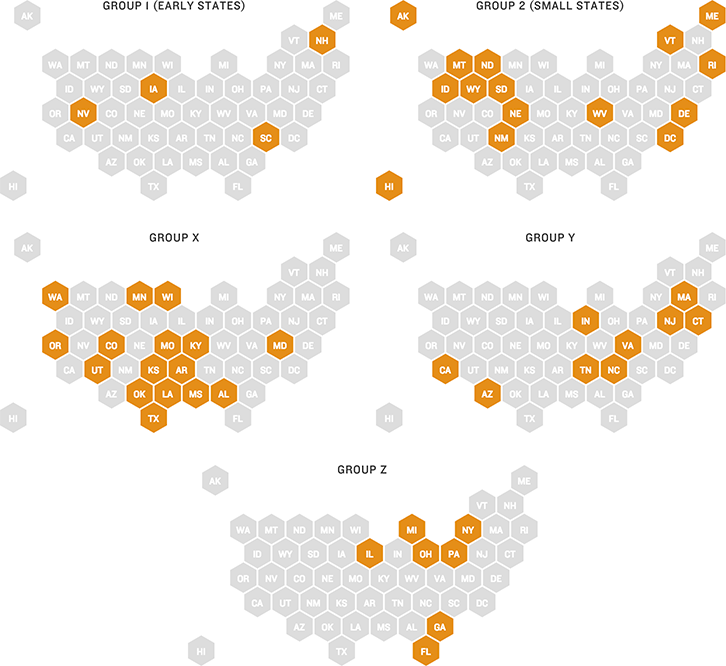 GROUP 1 (EARLY STATES)
AK ME
VT NH
WA MT ND MN WI MI NY MA RI
ID WY SD IA IL IN OH PA NJ CT
OR NV CO NE MO KY WV VA MD DE
CA UT NM KS AR TN NC SC DC
AZ OK LA MS AL GA
HI TX FL
GROUP 2 (SMALL STATES)
AK ME
VT NH
WA MT ND MN WI MI NY MA RI
ID WY SD IA IL IN OH PA NJ CT
OR NV CO NE MO KY WV VA MD DE
CA UT NM KS AR TN NC SC DC
AZ OK LA MS AL GA
HI TX FL
GROUP X
AK ME
VT NH
WA MT ND MN WI MI NY MA RI
ID WY SD IA IL IN OH PA NJ CT
OR NV CO NE MO KY WV VA MD DE
CA UT NM KS AR TN NC SC DC
AZ OK LA MS AL GA
HI TX FL
GROUP Y
AK ME
VT NH
WA MT ND MN WI MI NY MA RI
ID WY SD IA IL IN OH PA NJ CT
OR NV CO NE MO KY WV VA MD DE
CA UT NM KS AR TN NC SC DC
AZ OK LA MS AL GA
HI TX FL
GROUP Z
AK ME
VT NH
WA MT ND MN WI MI NY MA RI
ID WY SD IA IL IN OH PA NJ CT
OR NV CO NE MO KY WV VA MD DE
CA UT NM KS AR TN NC SC DC
AZ OK LA MS AL GA
HI TX FL